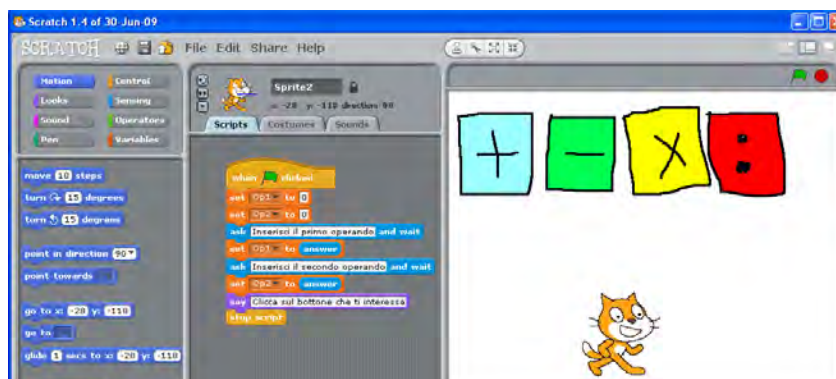 Scratch 1.4 of 30-Jun-09
SCRATCH File Edit Share Help
Motion Control
Looks Sensing
Sound Operators
Pen Variables
Sprite2
x: -28 y: -118 direction: 90
Scripts Costumes Sounds
move 10 steps
turn 15 degrees
turn 15 degrees
point in direction 90
point towards
go to x: -28 y: -118
go to
glide 1 secs to x: -28 y: -118
when clicked
set Op1 to 0
set Op2 to 0
ask Inserisci il primo operando and wait
set Op1 to answer
ask Inserisci il secondo operando and wait
set Op2 to answer
say Clicca sul bottone che ti interessa
stop script
+ − X :